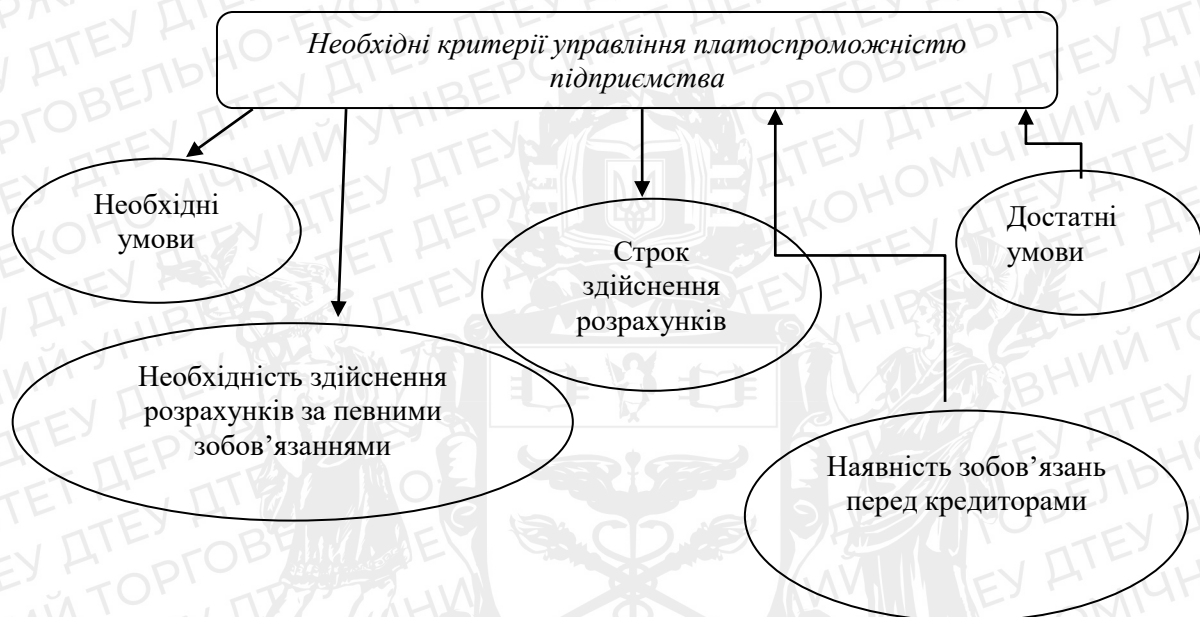 Необхідні критерії управління платоспроможністю
підприємства
Необхідні
умови
Достатні
умови
Строк
здійснення
розрахунків
Необхідність здійснення
розрахунків за певними
зобов’язаннями
Наявність зобов’язань
перед кредиторами